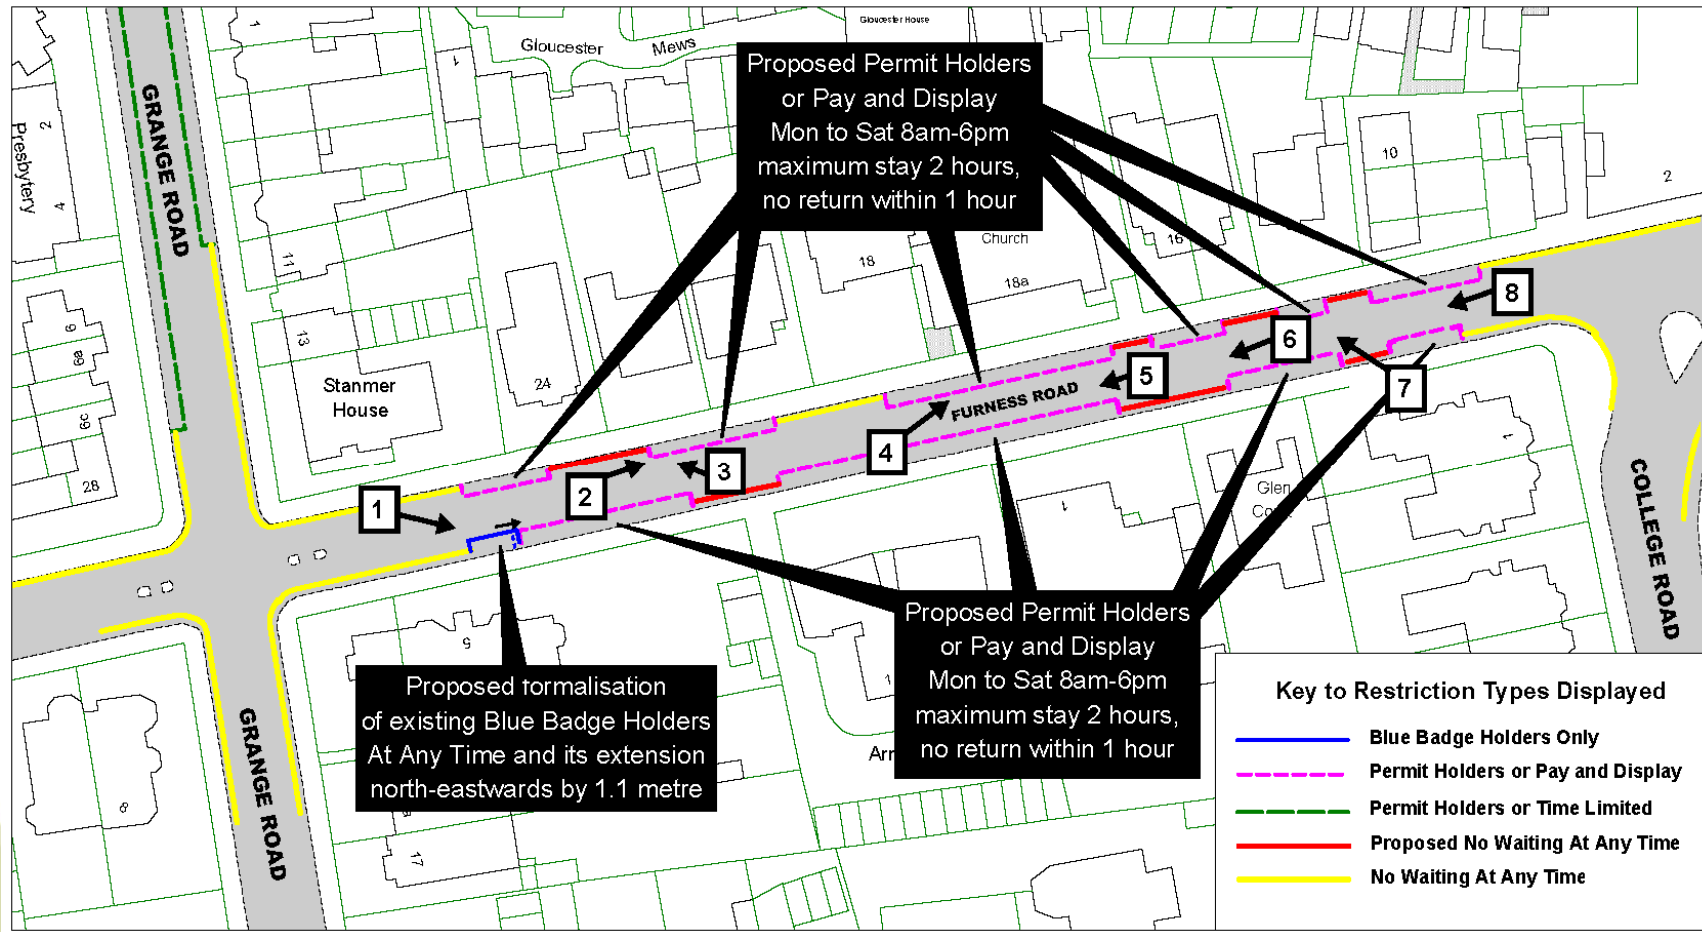 Gloucester House
Gloucester Mews
GRANGE ROAD
Presbytery
2
4
1
1
Proposed Permit Holders
or Pay and Display
Mon to Sat 8am-6pm
maximum stay 2 hours,
no return within 1 hour
10
2
11
13
6
6a
6c
28
Stanmer
House
24
18
Church
18a
16
8
6
7
5
FURNESS ROAD
4
3
2
1
1
1
Glen
COLLEGE ROAD
5
1
Proposed formalisation
of existing Blue Badge Holders
At Any Time and its extension
north-eastwards by 1.1 metre
Proposed Permit Holders
or Pay and Display
Mon to Sat 8am-6pm
maximum stay 2 hours,
no return within 1 hour
GRANGE ROAD
17
Key to Restriction Types Displayed
Blue Badge Holders Only
Permit Holders or Pay and Display
Permit Holders or Time Limited
Proposed No Waiting At Any Time
No Waiting At Any Time